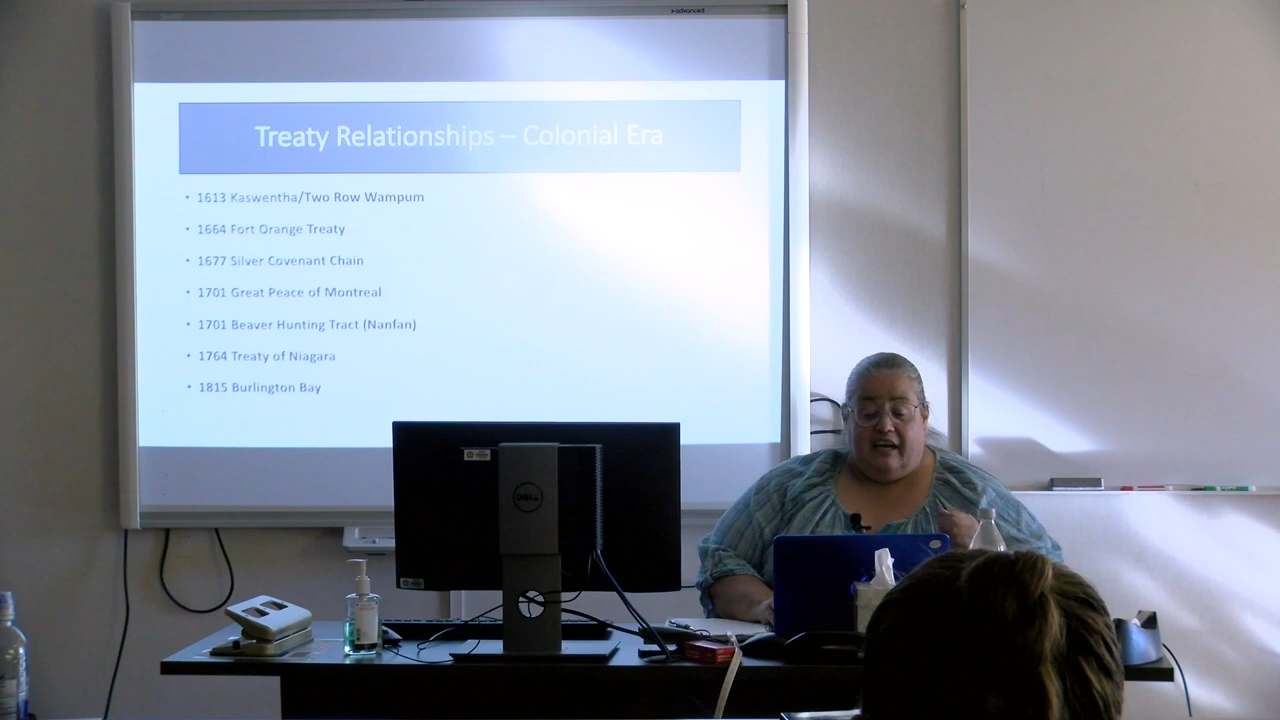 advanced
Treaty Relationships – Colonial Era
• 1613 Kaswentha/Two Row Wampum
• 1664 Fort Orange Treaty
• 1677 Silver Covenant Chain
• 1701 Great Peace of Montreal
• 1701 Beaver Hunting Tract (Nanfan)
• 1764 Treaty of Niagara
• 1815 Burlington Bay
DELL